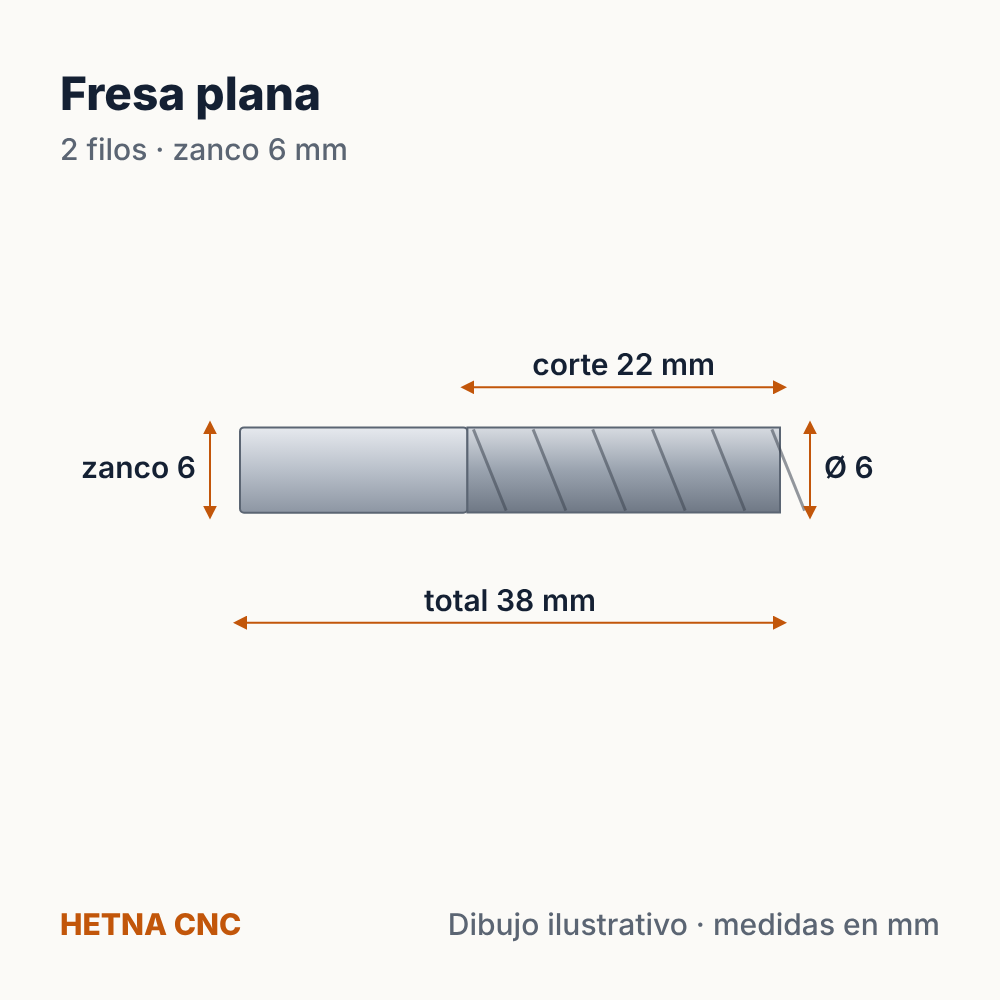 Fresa plana
2 filos · zanco 6 mm
corte 22 mm
zanco 6
Ø 6
total 38 mm
HETNA CNC
Dibujo ilustrativo · medidas en mm